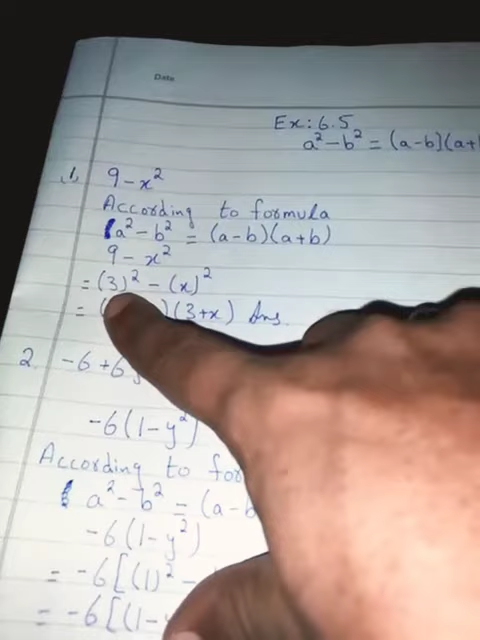 Date
Ex: 6.5
a² - b² = (a-b)(a+
(1) 9 - x²
According to formula
a² - b² = (a-b)(a+b)
9 - x²
= (3)² - (x)²
= ( )(3+x) Ans
2 -6+6
-6(1-y²)
According to for
a² - b² = (a-b
-6(1-y²)
= -6[(1)² -
= -6[(1-y